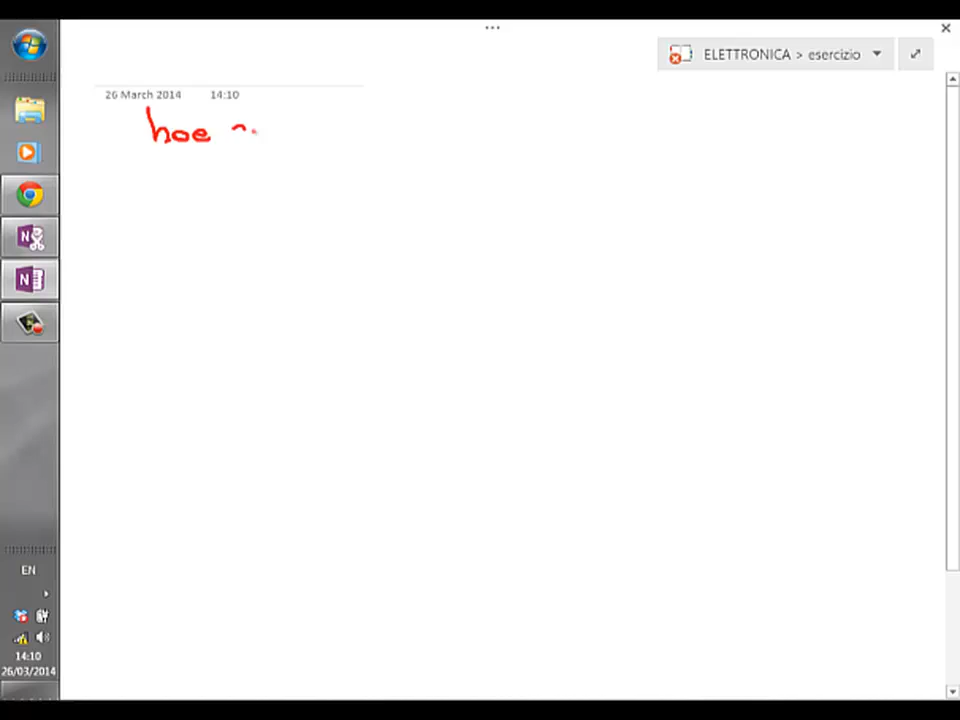 ELETTRONICA > esercizio
26 March 2014 14:10
hoe
EN
14:10
26/03/2014